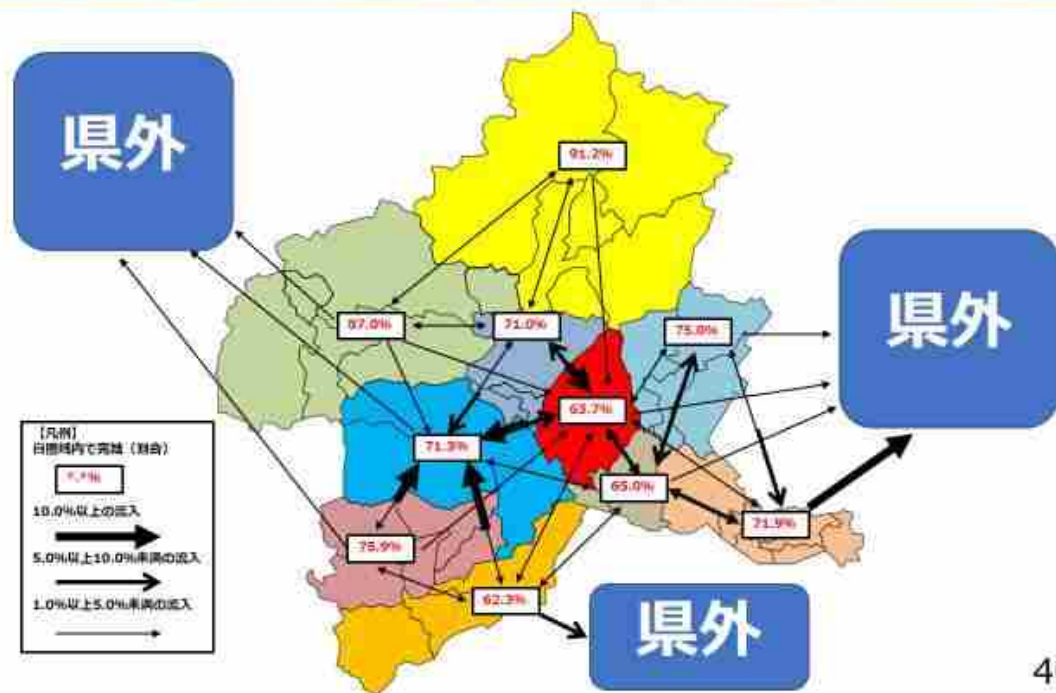 県外
91.2%
県外
87.0%
71.0%
75.8%
63.7%
71.3%
65.0%
71.9%
75.9%
62.3%
県外
【凡例】
自圏域内で完結(割合)
*.*%
10.0%以上の流入
5.0%以上10.0%未満の流入
1.0%以上5.0%未満の流入
4